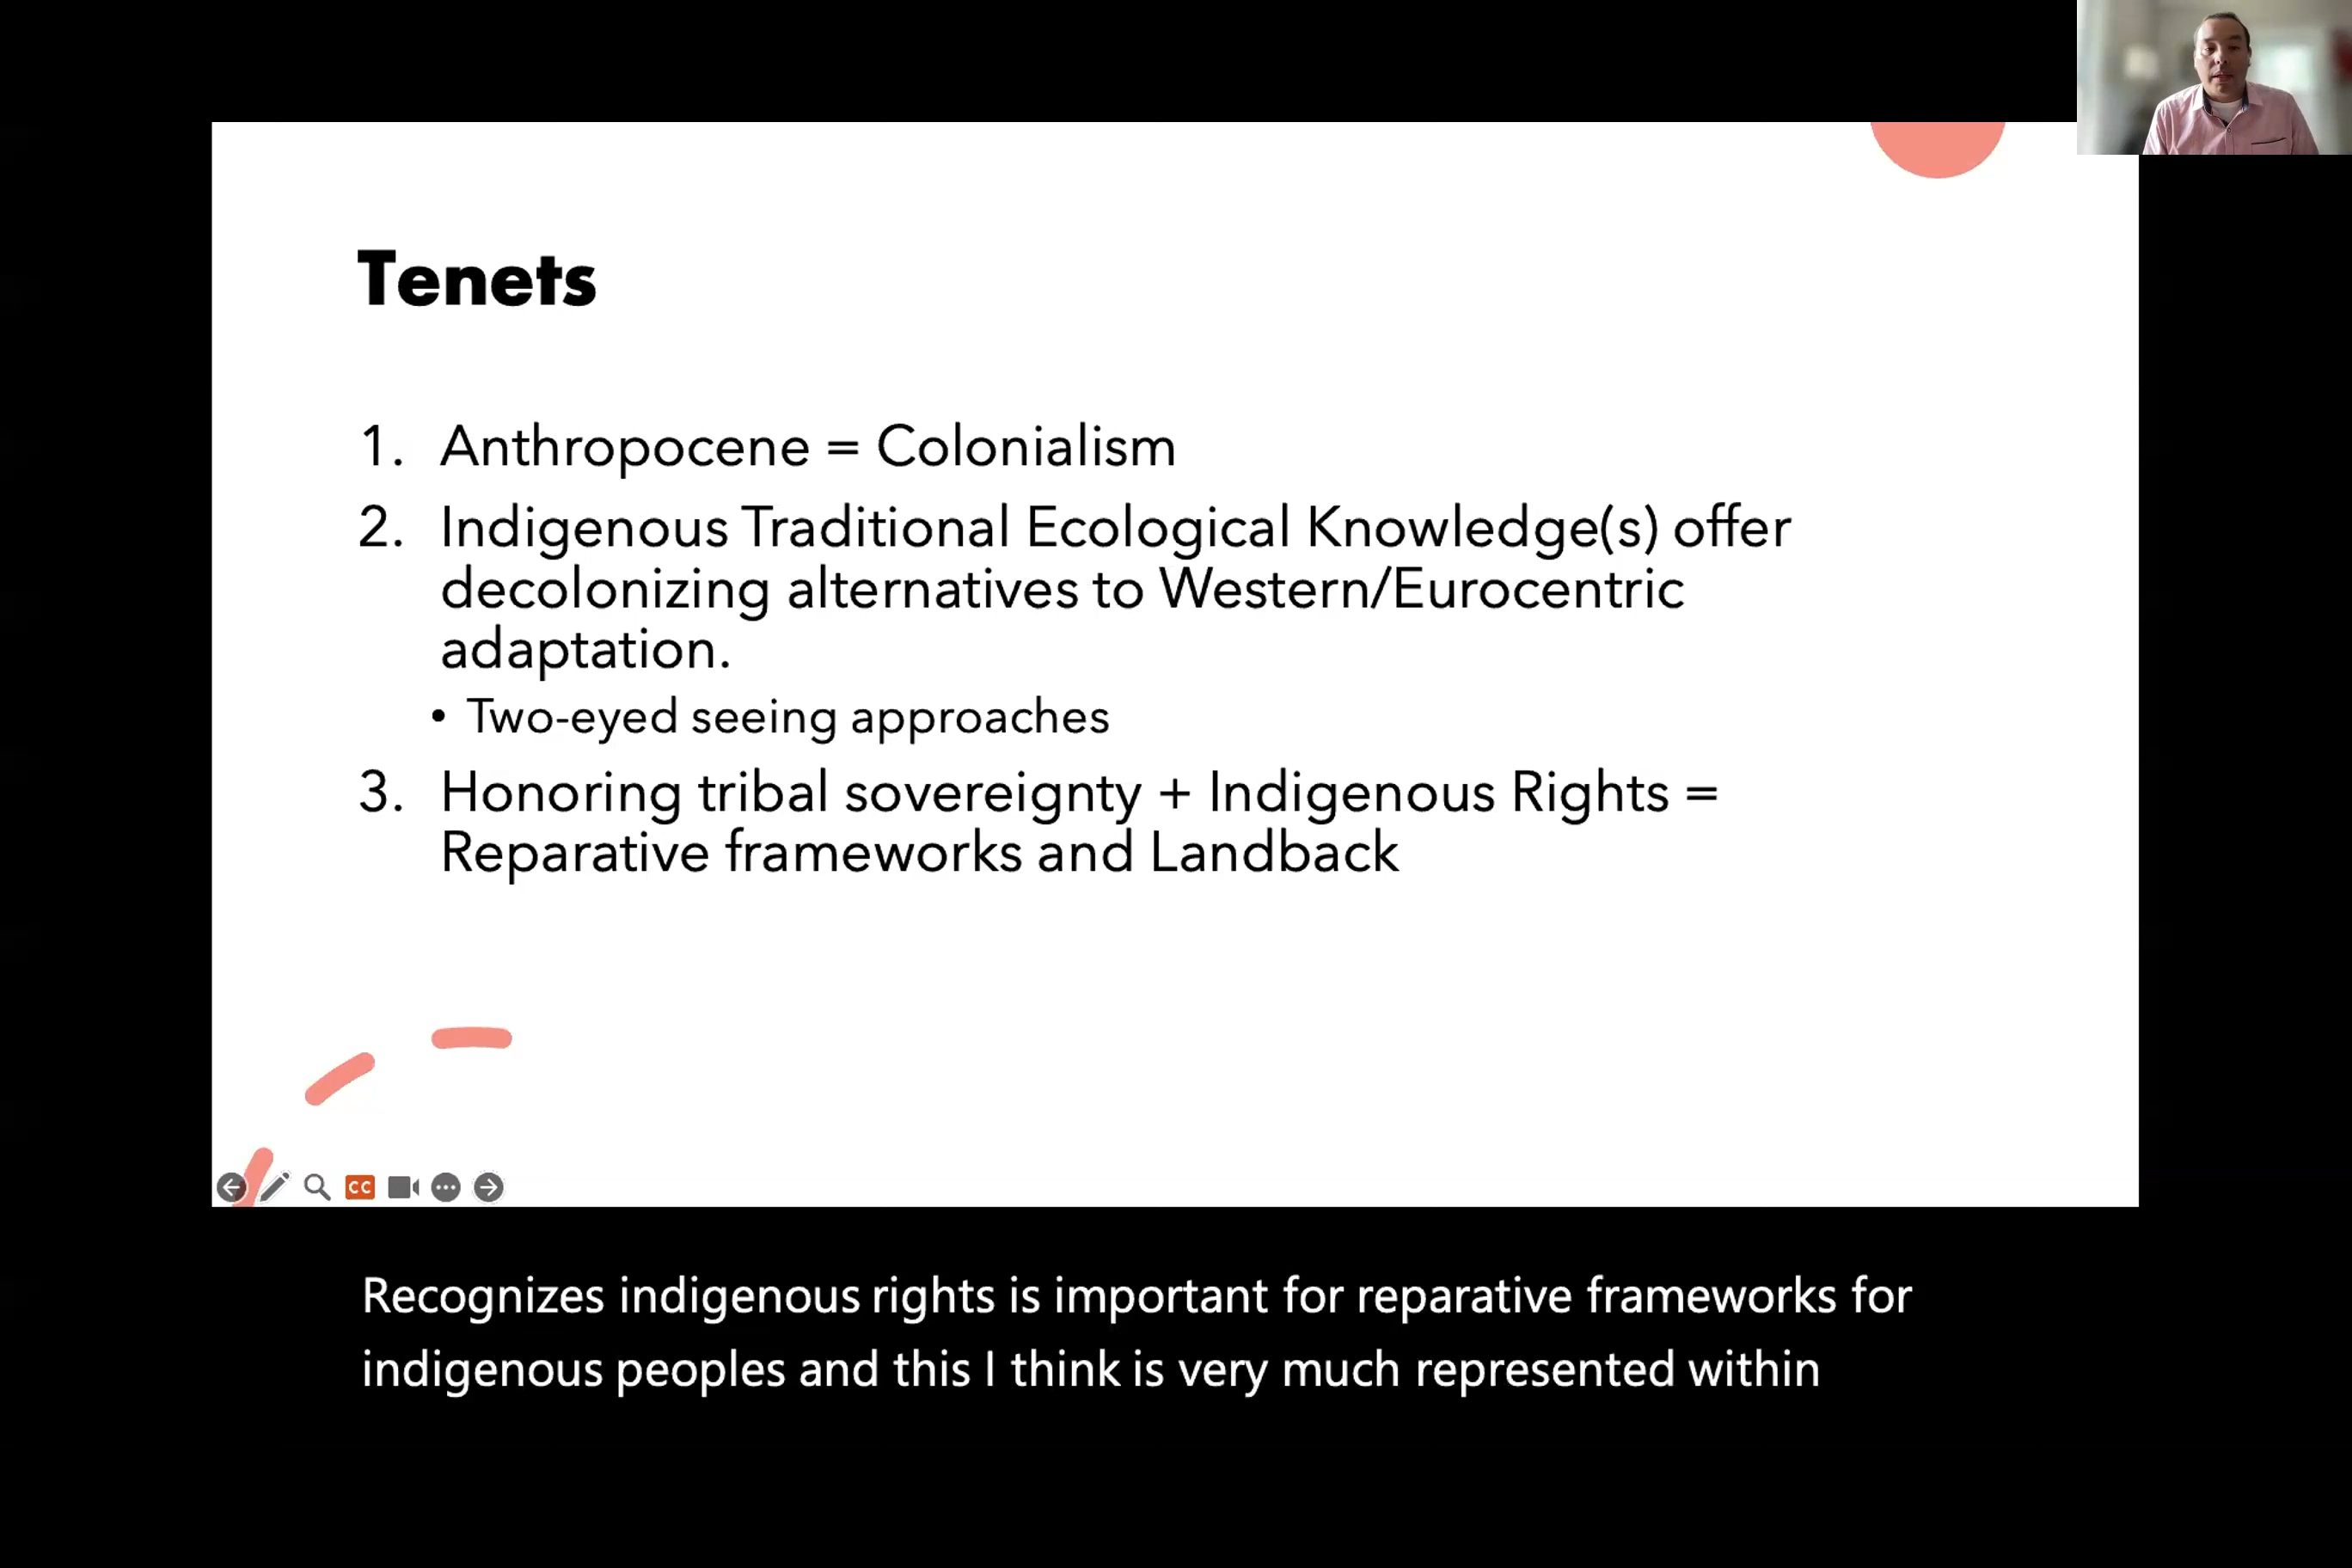 Tenets
1. Anthropocene = Colonialism
2. Indigenous Traditional Ecological Knowledge(s) offer
decolonizing alternatives to Western/Eurocentric
adaptation.
• Two-eyed seeing approaches
3. Honoring tribal sovereignty + Indigenous Rights =
Reparative frameworks and Landback
CC
Recognizes indigenous rights is important for reparative frameworks for
indigenous peoples and this I think is very much represented within